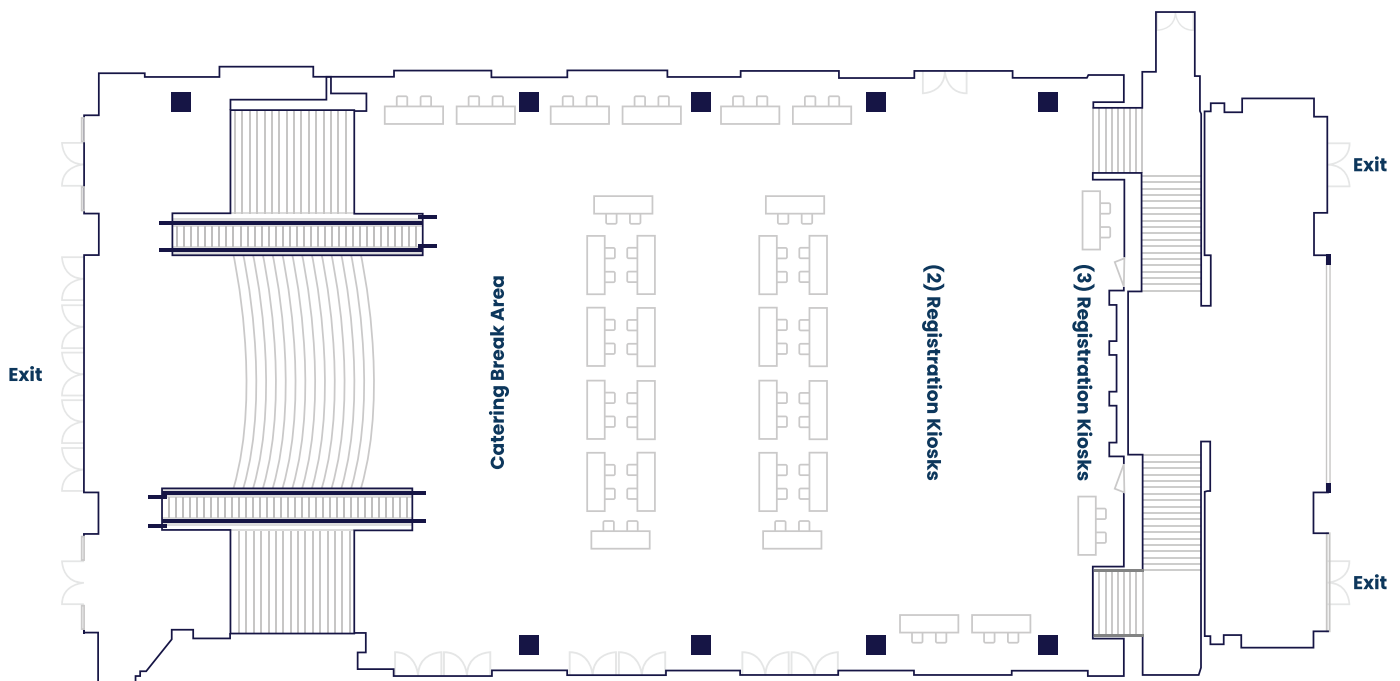 Exit
Exit
Catering Break Area
(2) Registration Kiosks
(3) Registration Kiosks
Exit